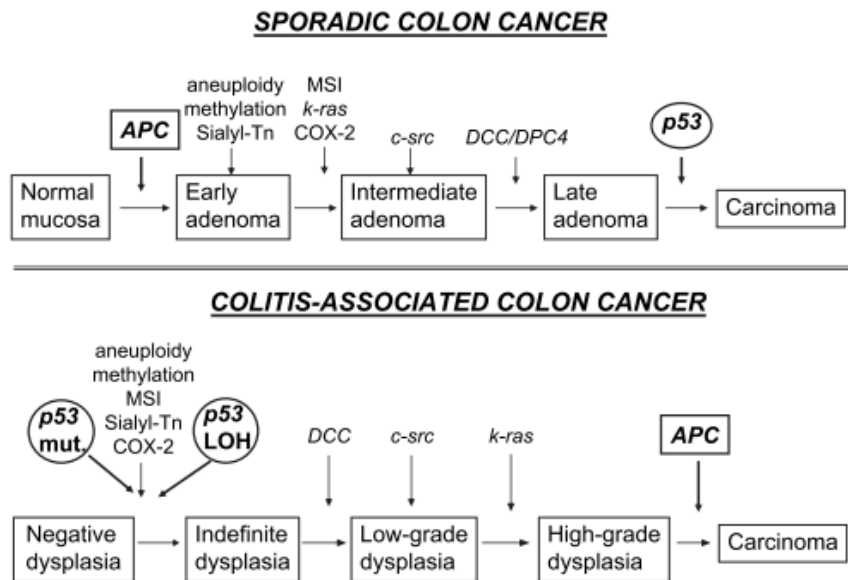 SPORADIC COLON CANCER
APC
aneuploidy
methylation
Sialyl-Tn
MSI
k-ras
COX-2
c-src
DCC/DPC4
p53
Normal
mucosa
Early
adenoma
Intermediate
adenoma
Late
adenoma
Carcinoma
COLITIS-ASSOCIATED COLON CANCER
p53
mut,
aneuploidy
methylation
MSI
Sialyl-Tn
COX-2
p53
LOH
DCC
c-src
k-ras
APC
Negative
dysplasia
Indefinite
dysplasia
Low-grade
dysplasia
High-grade
dysplasia
Carcinoma